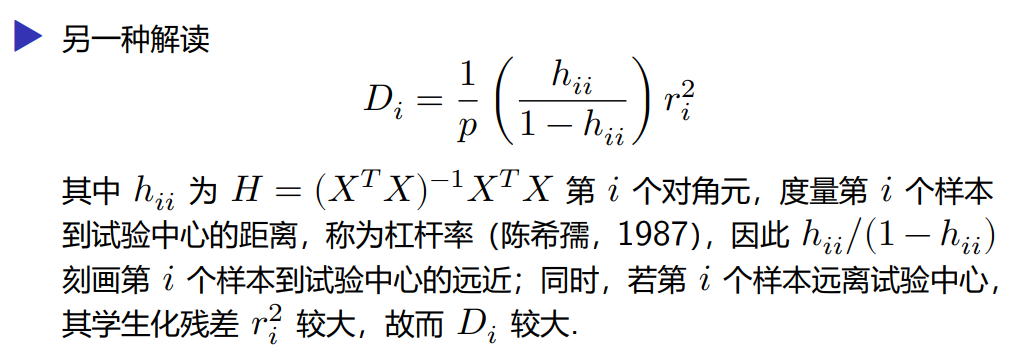 ▶ 另一种解读
D_i = \frac{1}{p} \left( \frac{h_{ii}}{1 - h_{ii}} \right) r_i^2
其中 h_{ii} 为 H = (X^T X)^{-1} X^T X 第 i 个对角元，度量第 i 个样本
到试验中心的距离，称为杠杆率（陈希孺，1987），因此 h_{ii}/(1 − h_{ii})
刻画第 i 个样本到试验中心的远近；同时，若第 i 个样本远离试验中心，
其学生化残差 r_i^2 较大，故而 D_i 较大.